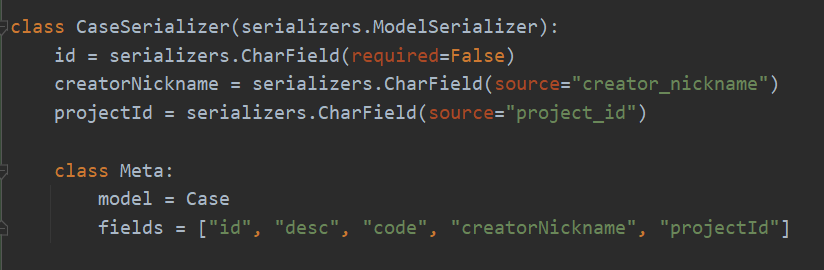 class CaseSerializer(serializers.ModelSerializer):
    id = serializers.CharField(required=False)
    creatorNickname = serializers.CharField(source="creator_nickname")
    projectId = serializers.CharField(source="project_id")

    class Meta:
        model = Case
        fields = ["id", "desc", "code", "creatorNickname", "projectId"]